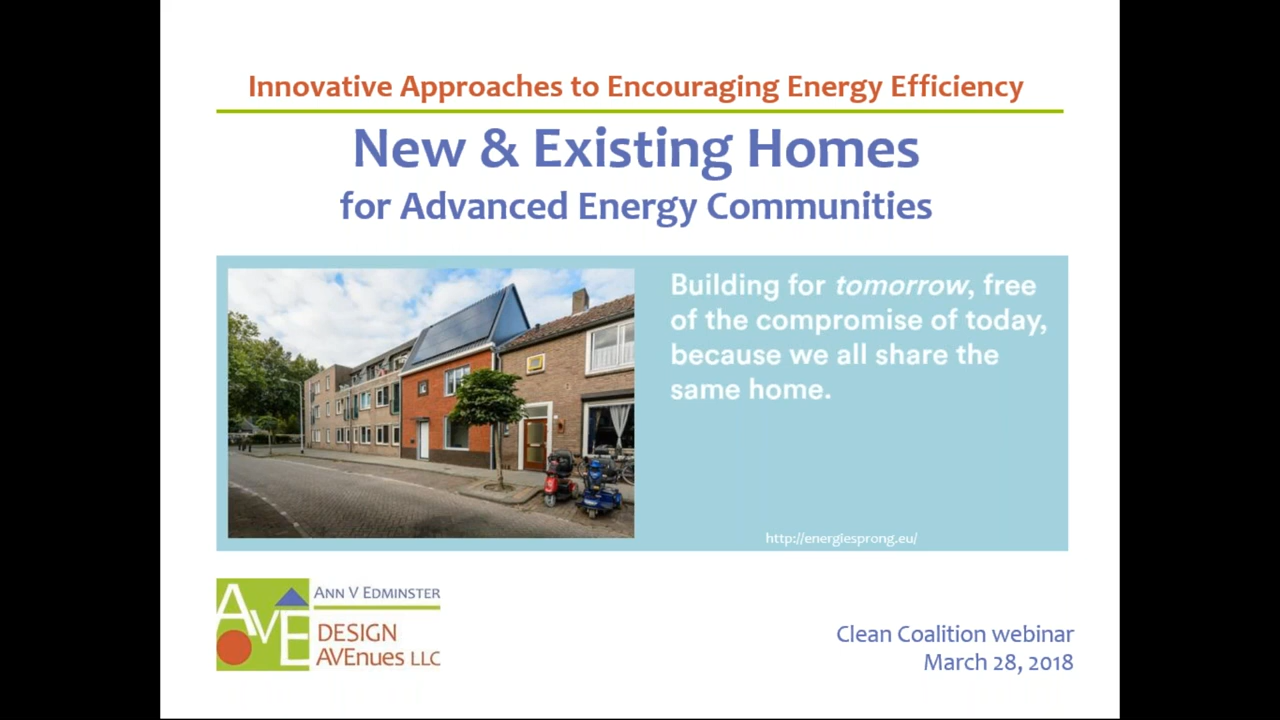 Innovative Approaches to Encouraging Energy Efficiency
New & Existing Homes
for Advanced Energy Communities
Building for tomorrow, free
of the compromise of today,
because we all share the
same home.
http://energiesprong.eu/
AVE
ANN V EDMINSTER
DESIGN
AVEnues LLC
Clean Coalition webinar
March 28, 2018